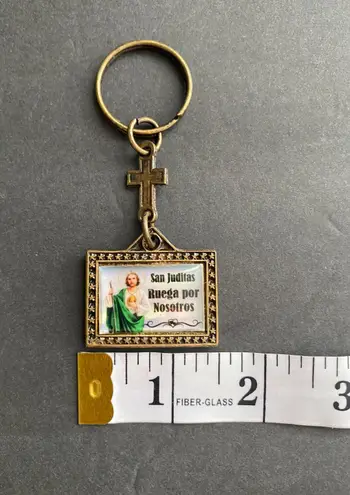 San Juditas
Ruega por
Nosotros
1 FIBER-GLASS 2 3